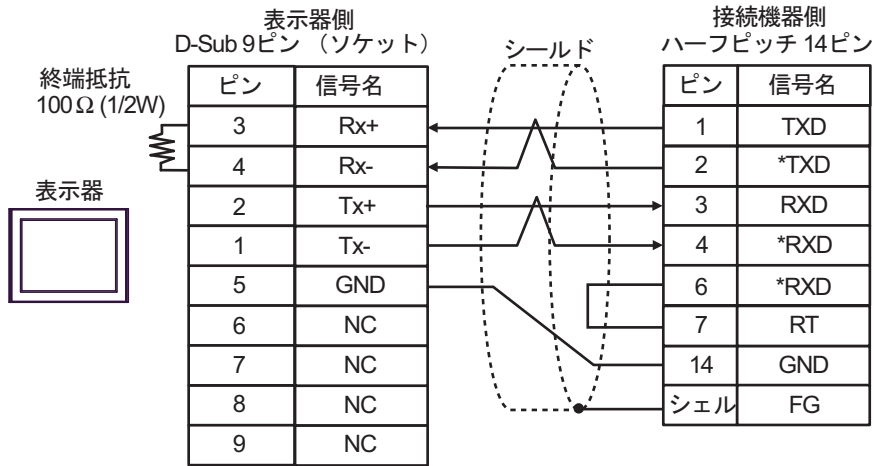 表示器側
D-Sub 9ピン （ソケット）
シールド
接続機器側
ハーフピッチ 14ピン
終端抵抗
100Ω (1/2W)
表示器
ピン 信号名
3 Rx+
4 Rx-
2 Tx+
1 Tx-
5 GND
6 NC
7 NC
8 NC
9 NC
ピン 信号名
1 TXD
2 *TXD
3 RXD
4 *RXD
6 *RXD
7 RT
14 GND
シェル FG